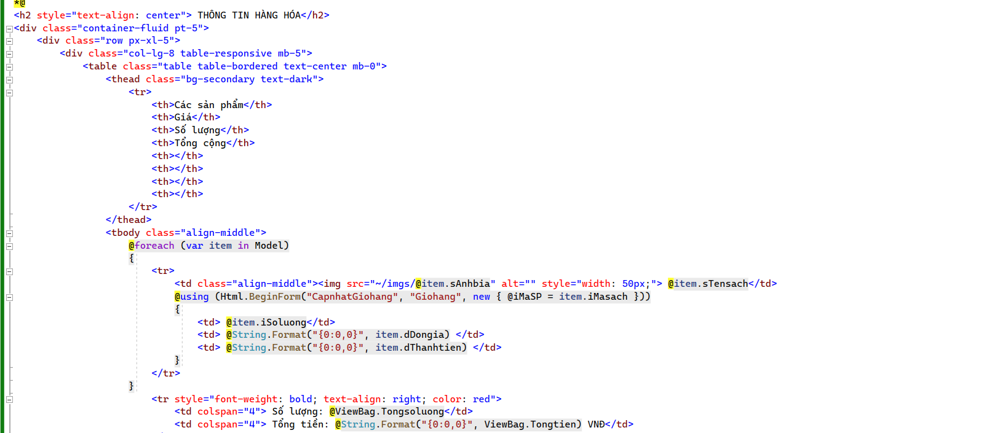 *@
<h2 style="text-align: center"> THÔNG TIN HÀNG HÓA</h2>
<div class="container-fluid pt-5">
<div class="row px-xl-5">
<div class="col-lg-8 table-responsive mb-5">
<table class="table table-bordered text-center mb-0">
<thead class="bg-secondary text-dark">
<tr>
<th>Các sản phẩm</th>
<th>Giá</th>
<th>Số lượng</th>
<th>Tổng cộng</th>
<th></th>
<th></th>
<th></th>
<th></th>
</tr>
</thead>
<tbody class="align-middle">
@foreach (var item in Model)
{
<tr>
<td class="align-middle"><img src="~/imgs/@item.sAnhbia" alt="" style="width: 50px;"> @item.sTensach</td>
@using (Html.BeginForm("CapnhatGiohang", "Giohang", new { @iMaSP = item.iMasach }))
{
<td> @item.iSoluong</td>
<td> @String.Format("{0:0,0}", item.dDongia) </td>
<td> @String.Format("{0:0,0}", item.dThanhtien) </td>
}
</tr>
}
<tr style="font-weight: bold; text-align: right; color: red">
<td colspan="4"> Số lượng: @ViewBag.Tongsoluong</td>
<td colspan="4"> Tổng tiền: @String.Format("{0:0,0}", ViewBag.Tongtien) VNĐ</td>